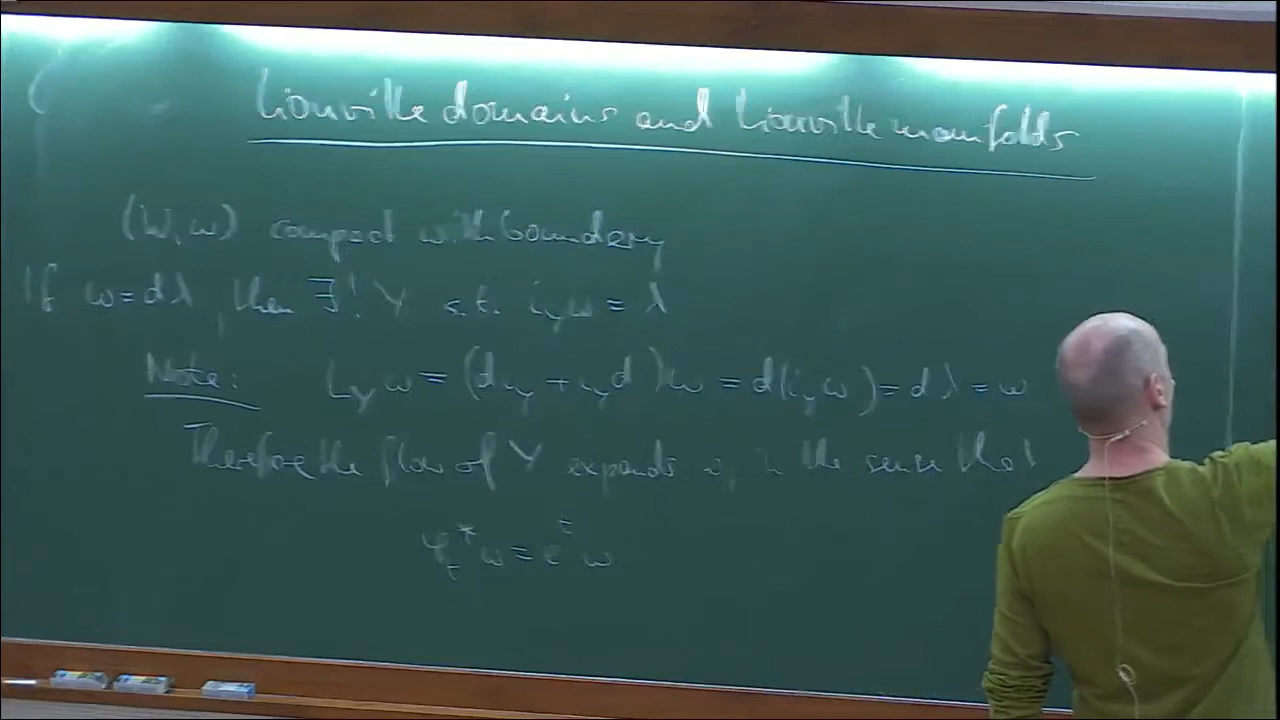 Liouville domains and Liouville manifolds
(W, ω) compact with boundary
If ω = dλ, then ∃! Y s.t. i_Y ω = λ
Note: L_Y ω = (d i_Y + i_Y d) ω = d(i_Y ω) = dλ = ω
Therefore the flow of Y expands ω, in the sense that
φ_t^* ω = e^t ω